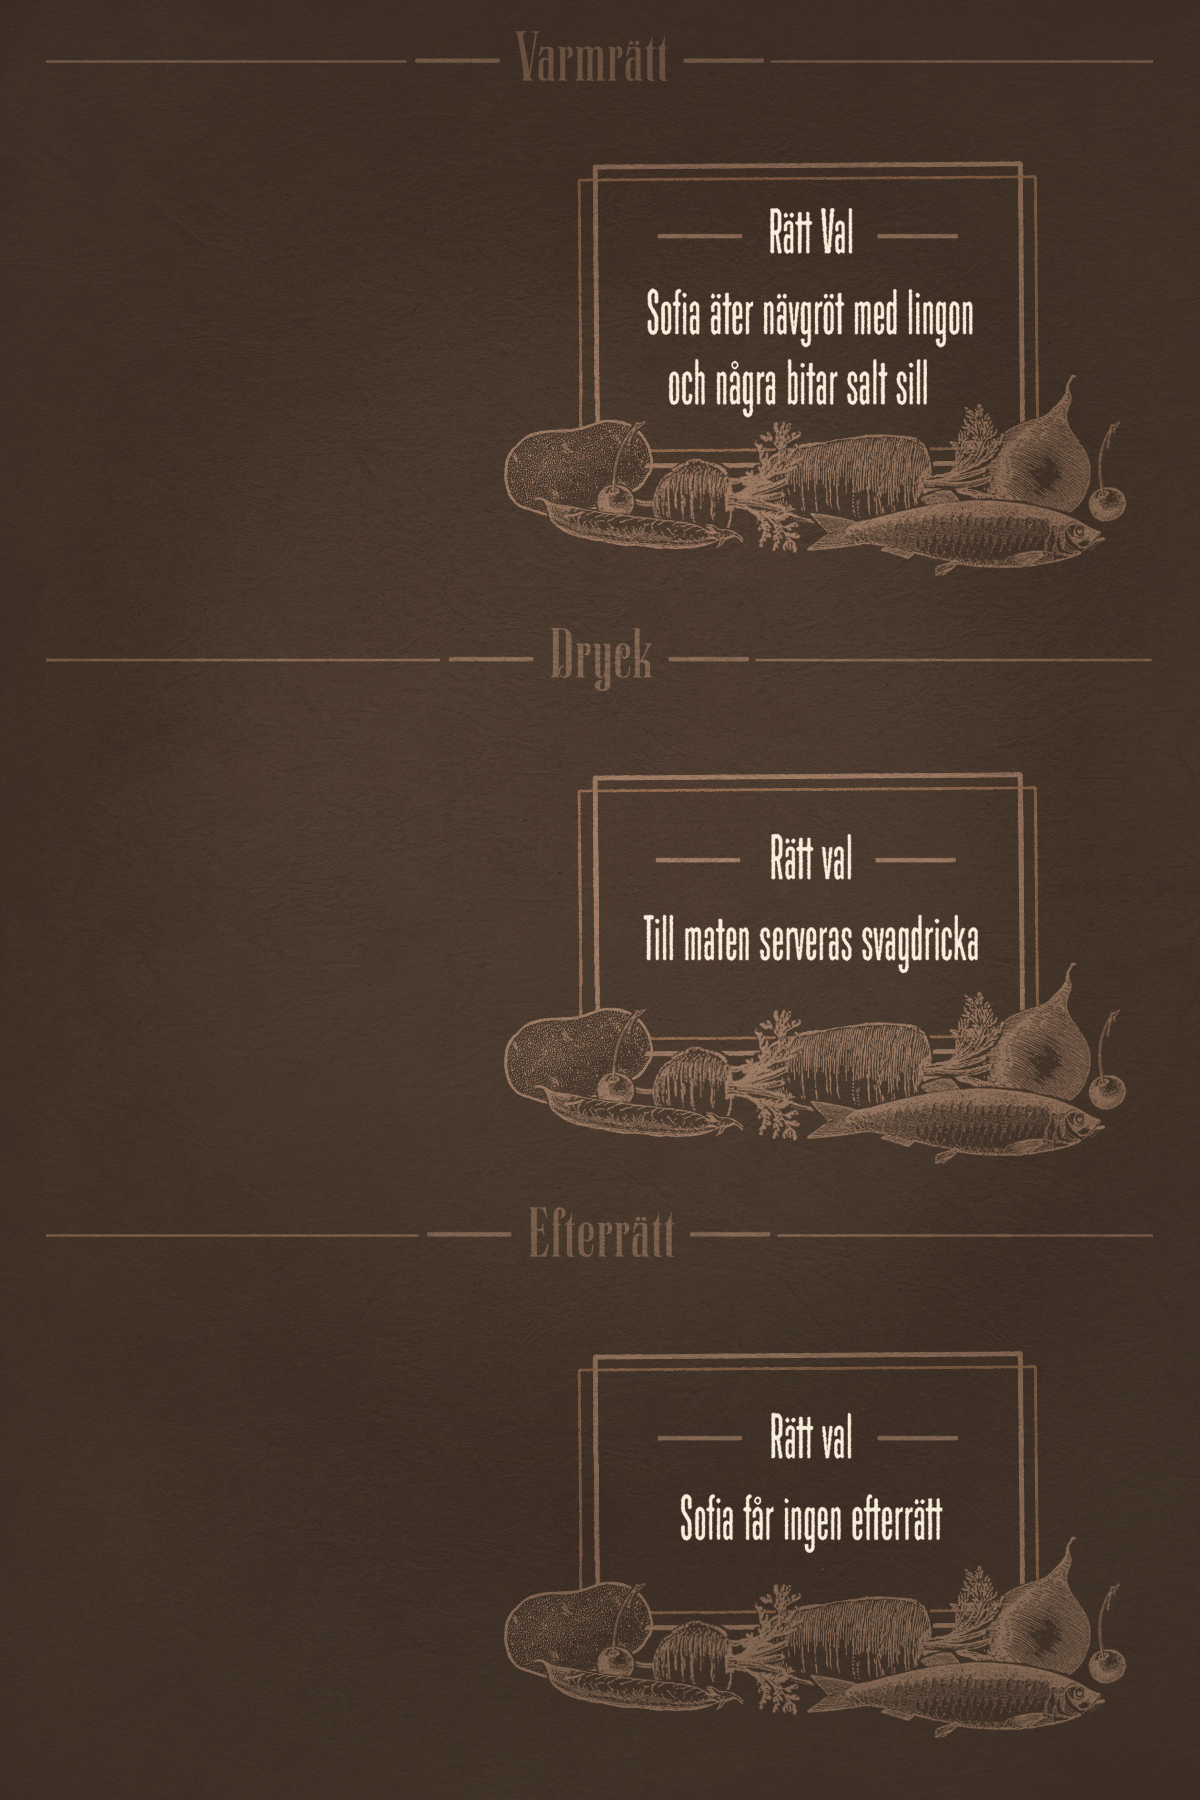 Varmrätt
Rätt Val
Sofia äter nävgröt med lingon
och några bitar salt sill
Dryck
Rätt val
Till maten serveras svagdricka
Efterrätt
Rätt val
Sofia får ingen efterrätt